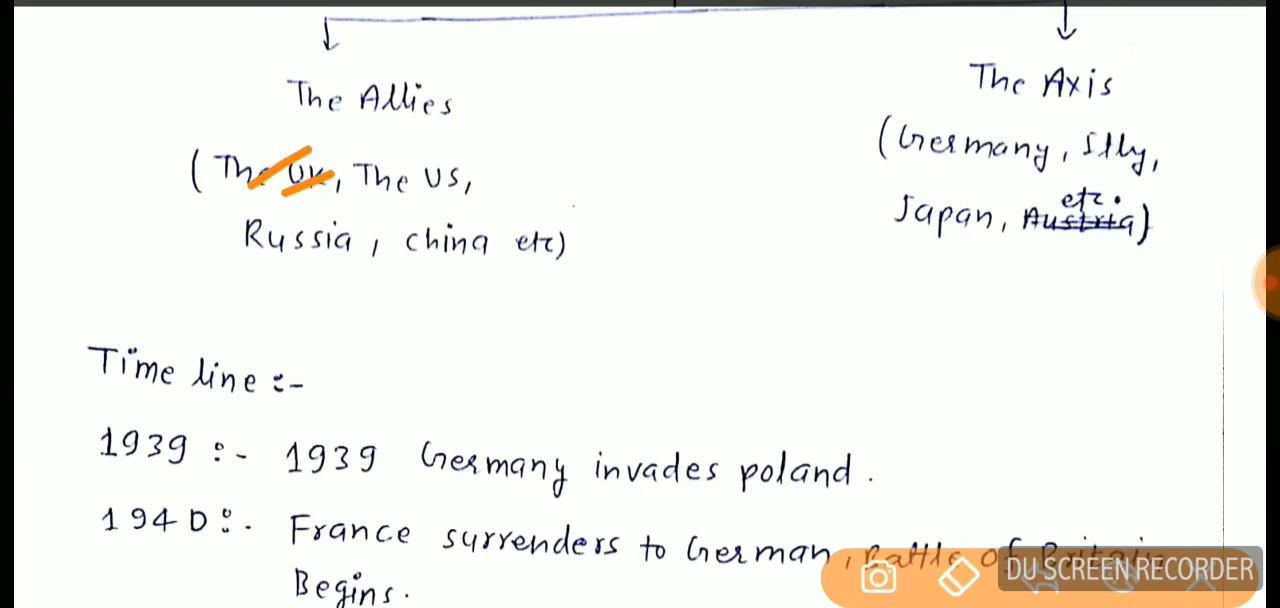 The Allies
The Axis
(The UK, The US,
Russia, china etc)
(Germany, Itly,
etc.
Japan, Austria)
Time line :-
1939 :- 1939 Germany invades poland.
1940 :- France surrenders to German, Battle of Britain
Begins.
DU SCREEN RECORDER